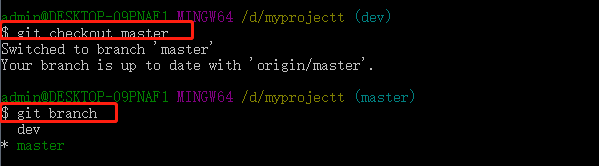 admin@DESKTOP-09PNAF1 MINGW64 /d/myprojectt (dev)
$ git checkout master
Switched to branch 'master'
Your branch is up to date with 'origin/master'.
admin@DESKTOP-09PNAF1 MINGW64 /d/myprojectt (master)
$ git branch
dev
* master